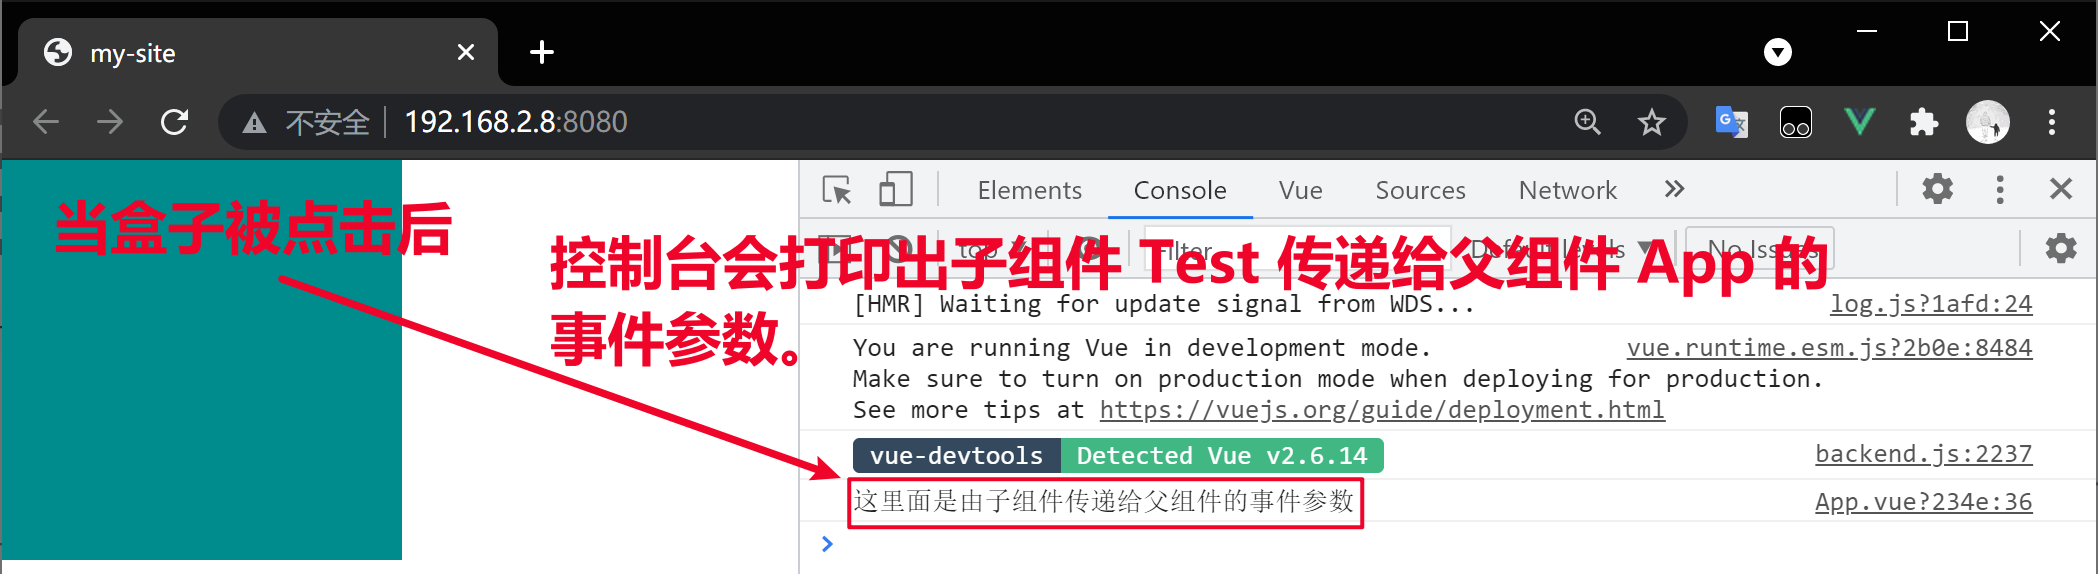 my-site
不安全 192.168.2.8:8080
当盒子被点击后
Elements Console Vue Sources Network
控制台会打印出子组件 Test 传递给父组件 App 的
事件参数。
top Filter Default levels No Issues
[HMR] Waiting for update signal from WDS... log.js?1afd:24
You are running Vue in development mode. vue.runtime.esm.js?2b0e:8484
Make sure to turn on production mode when deploying for production.
See more tips at https://vuejs.org/guide/deployment.html
vue-devtools Detected Vue v2.6.14 backend.js:2237
这里面是由子组件传递给父组件的事件参数 App.vue?234e:36